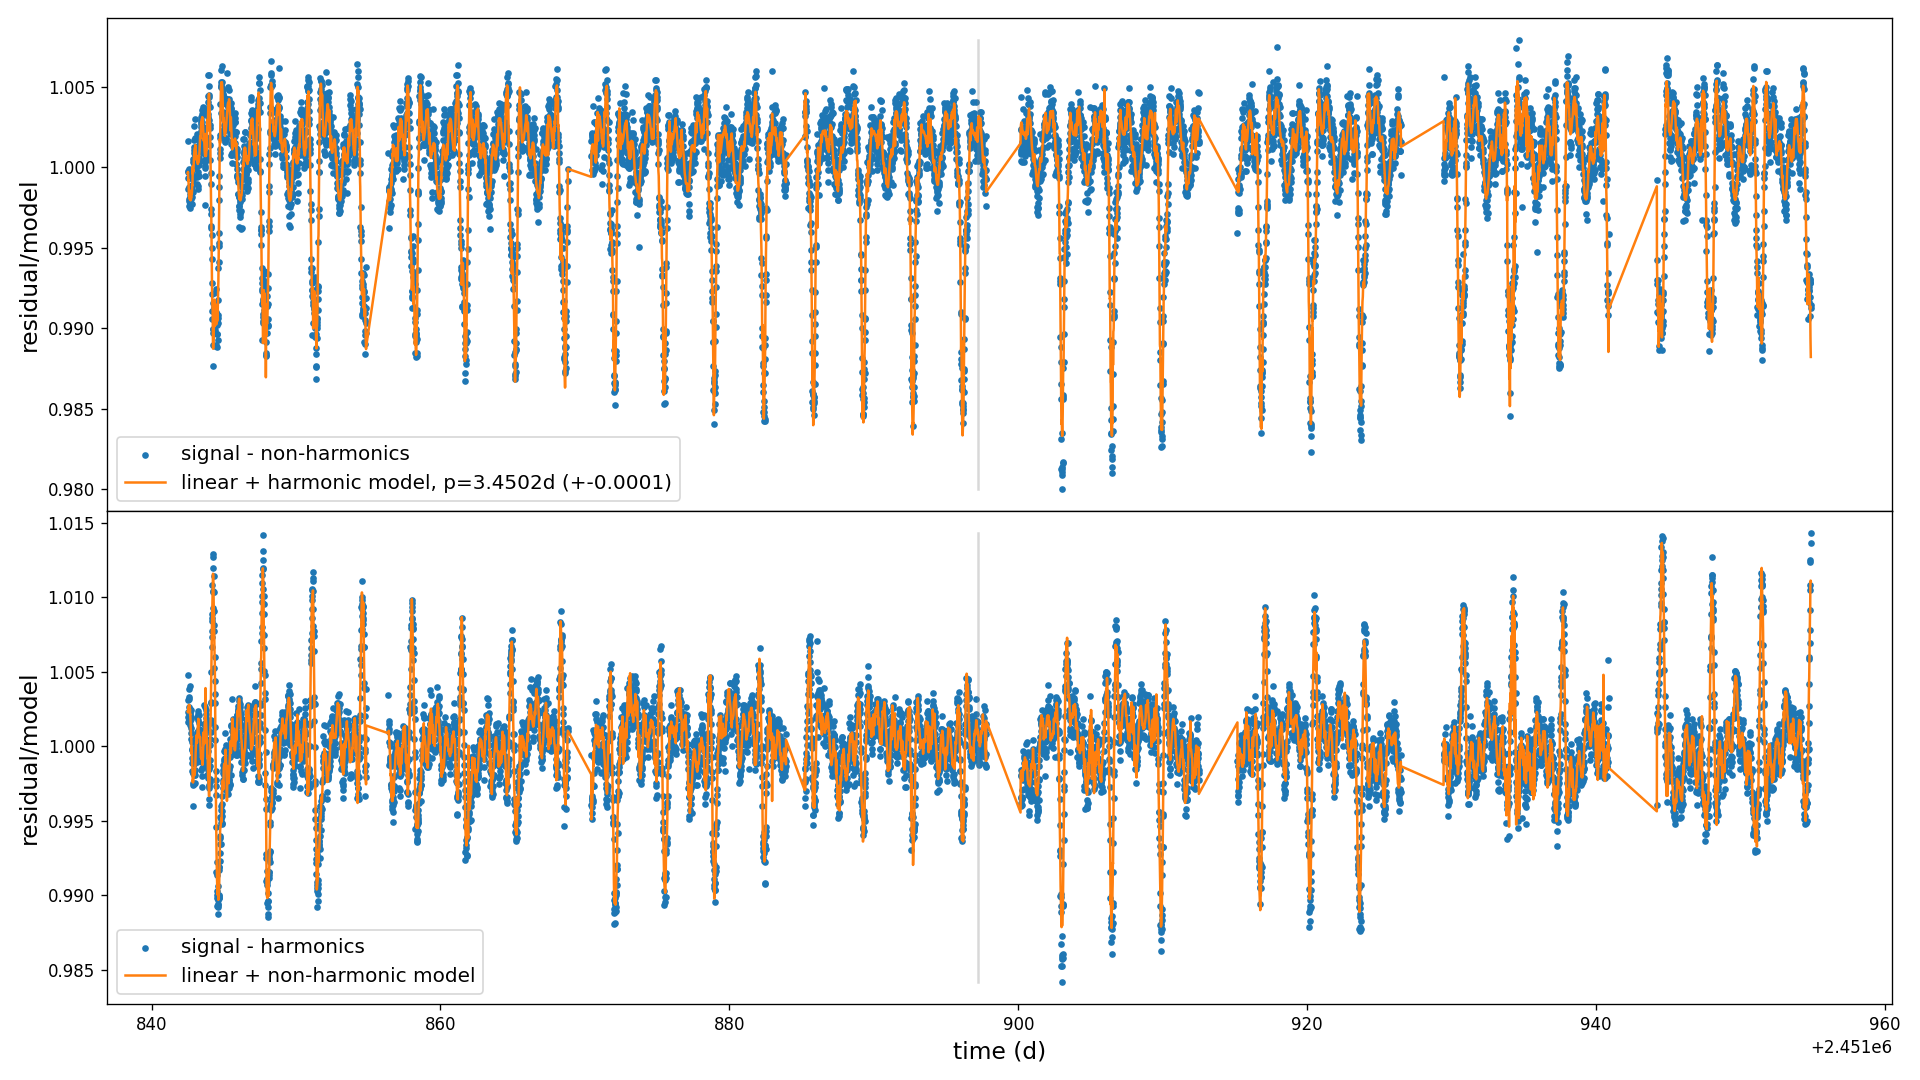 1.005
1.000
0.995
0.990
0.985
0.980
residual/model
signal - non-harmonics
linear + harmonic model, p=3.4502d (+-0.0001)
1.015
1.010
1.005
1.000
0.995
0.990
0.985
residual/model
signal - harmonics
linear + non-harmonic model
840 860 880 900 920 940 960
time (d)
+2.451e6